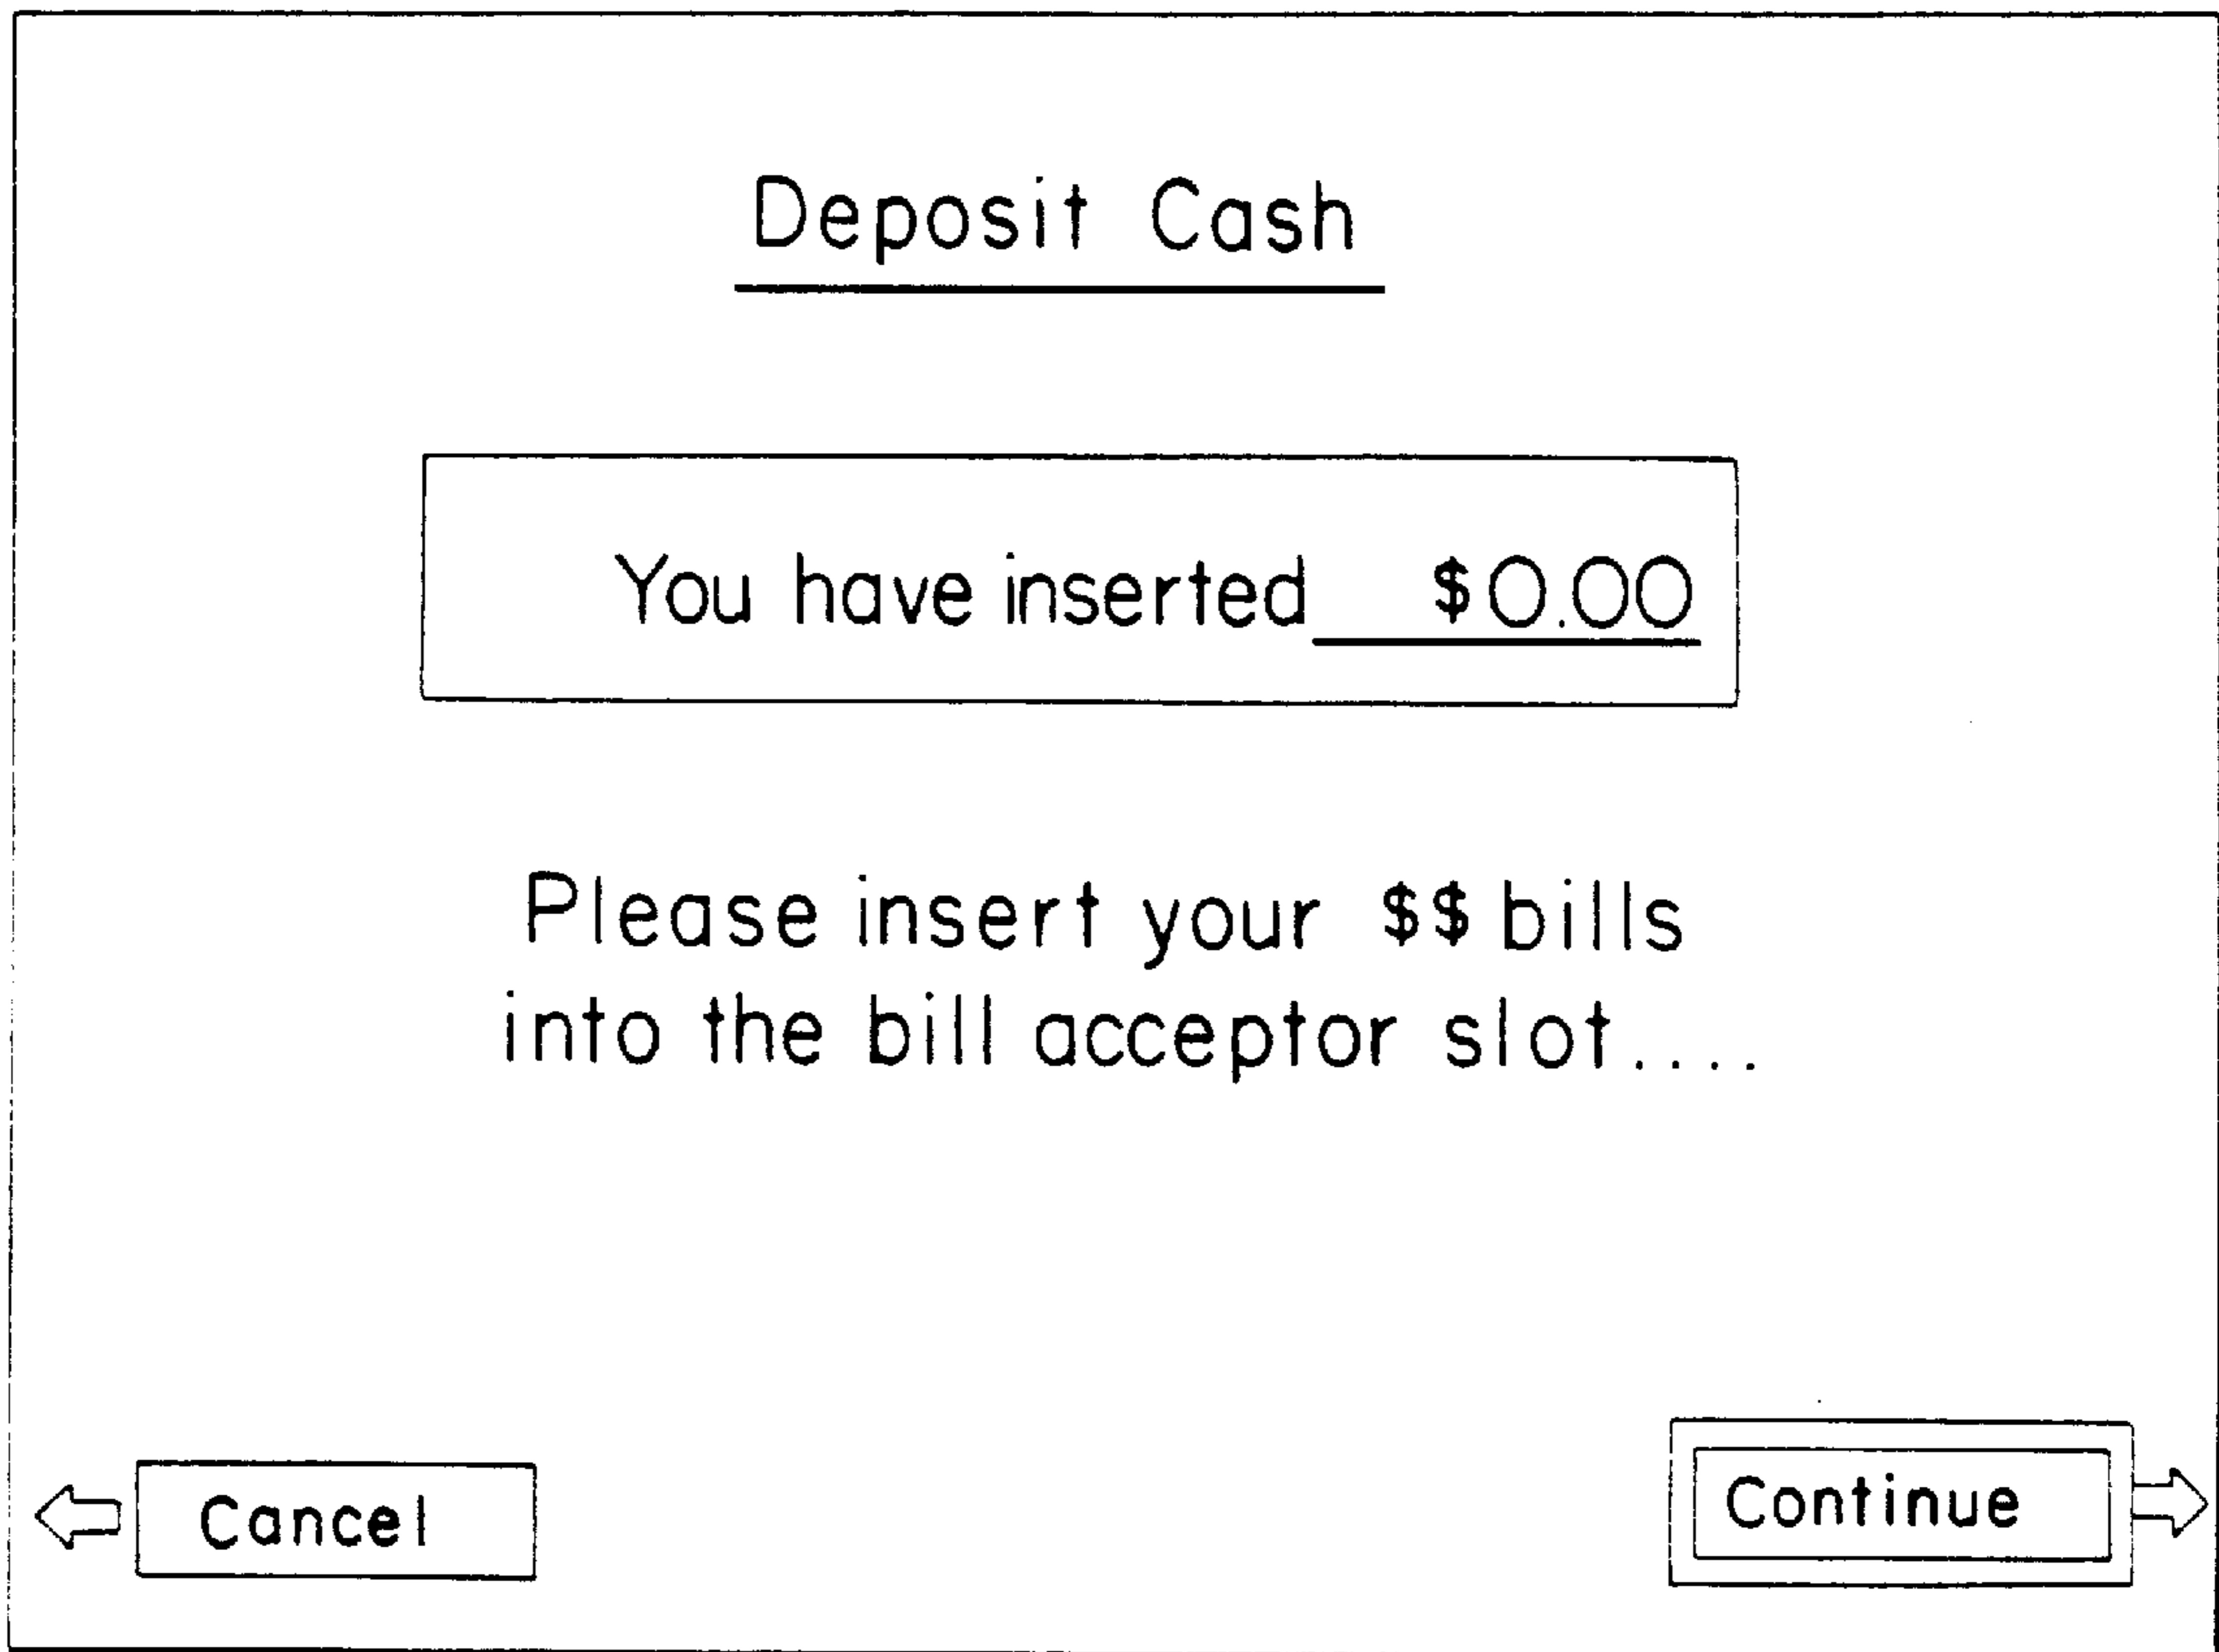 Deposit Cash
You have inserted $0.00
Please insert your $$ bills
into the bill acceptor slot....
Cancel
Continue